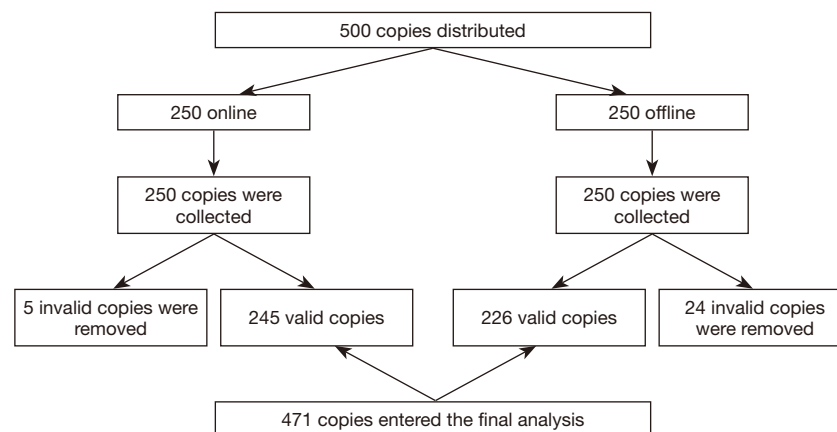 500 copies distributed
250 online
250 offline
250 copies were
collected
250 copies were
collected
5 invalid copies were
removed
245 valid copies
226 valid copies
24 invalid copies
were removed
471 copies entered the final analysis